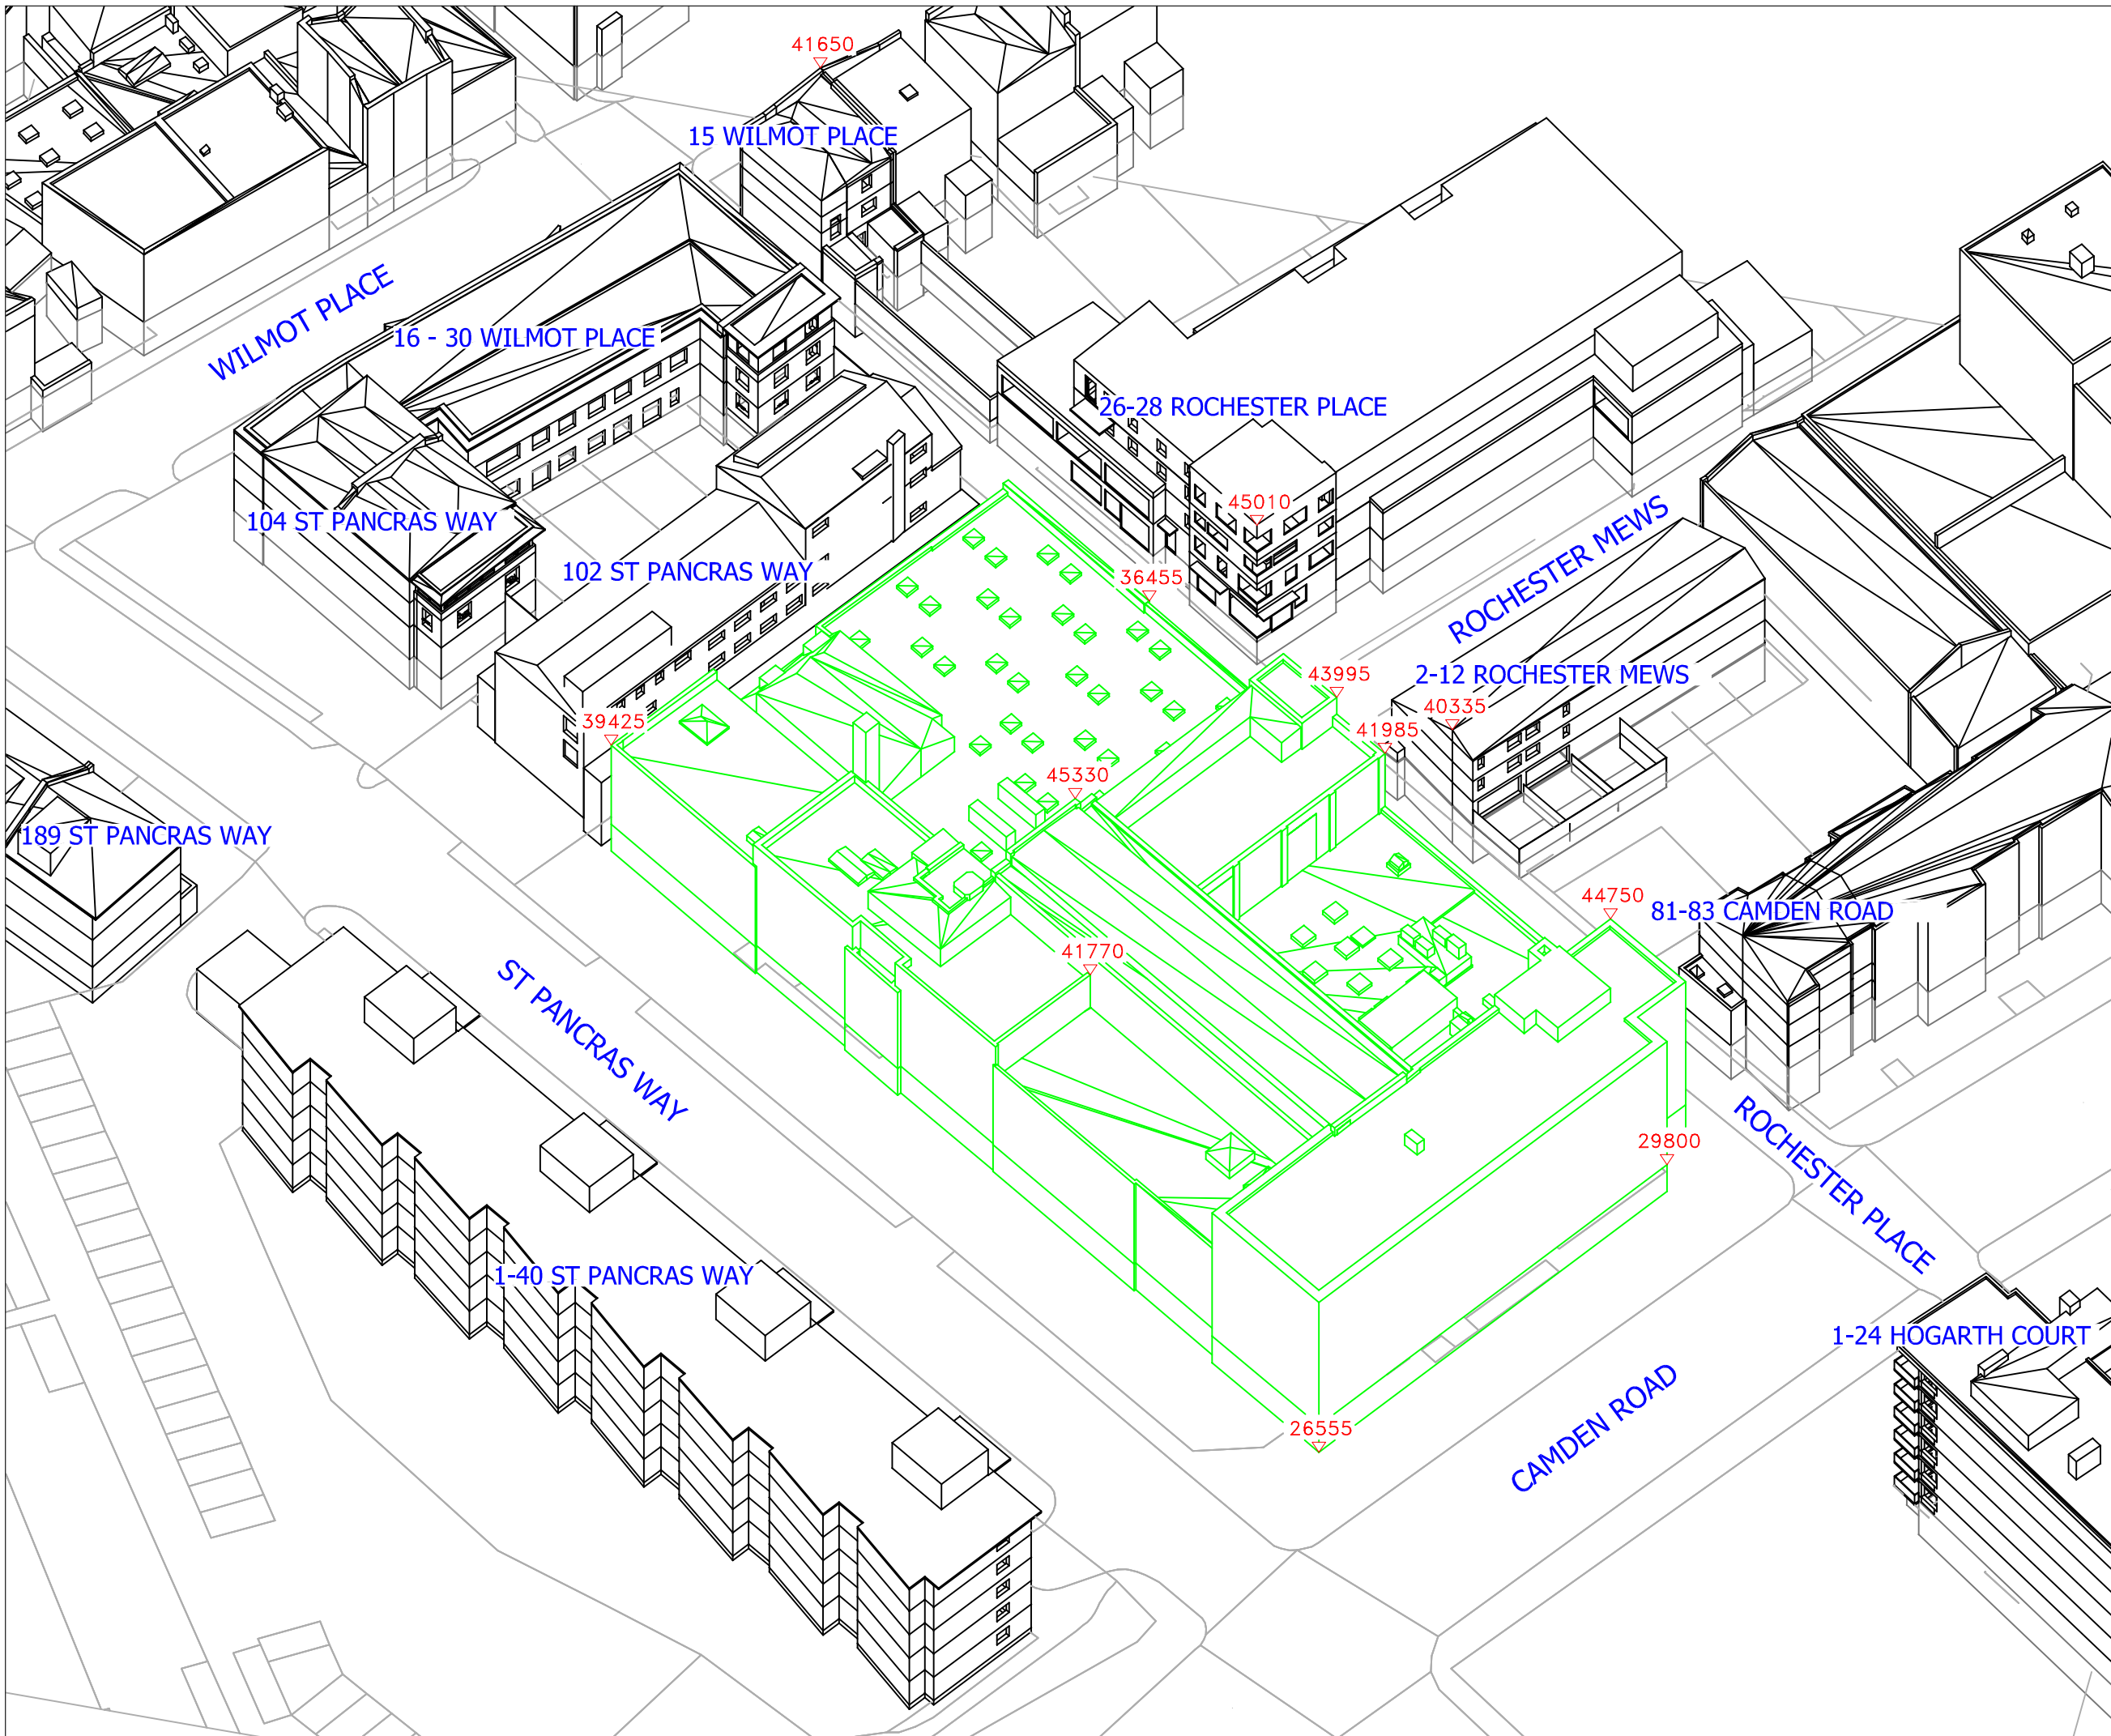 41650
15 WILMOT PLACE
WILMOT PLACE
16 - 30 WILMOT PLACE
26-28 ROCHESTER PLACE
104 ST PANCRAS WAY
45010
ROCHESTER MEWS
102 ST PANCRAS WAY
36455
43995
2-12 ROCHESTER MEWS
39425
40335
41985
45330
189 ST PANCRAS WAY
44750
81-83 CAMDEN ROAD
41770
ST PANCRAS WAY
29800
ROCHESTER PLACE
1-40 ST PANCRAS WAY
1-24 HOGARTH COURT
26555
CAMDEN ROAD